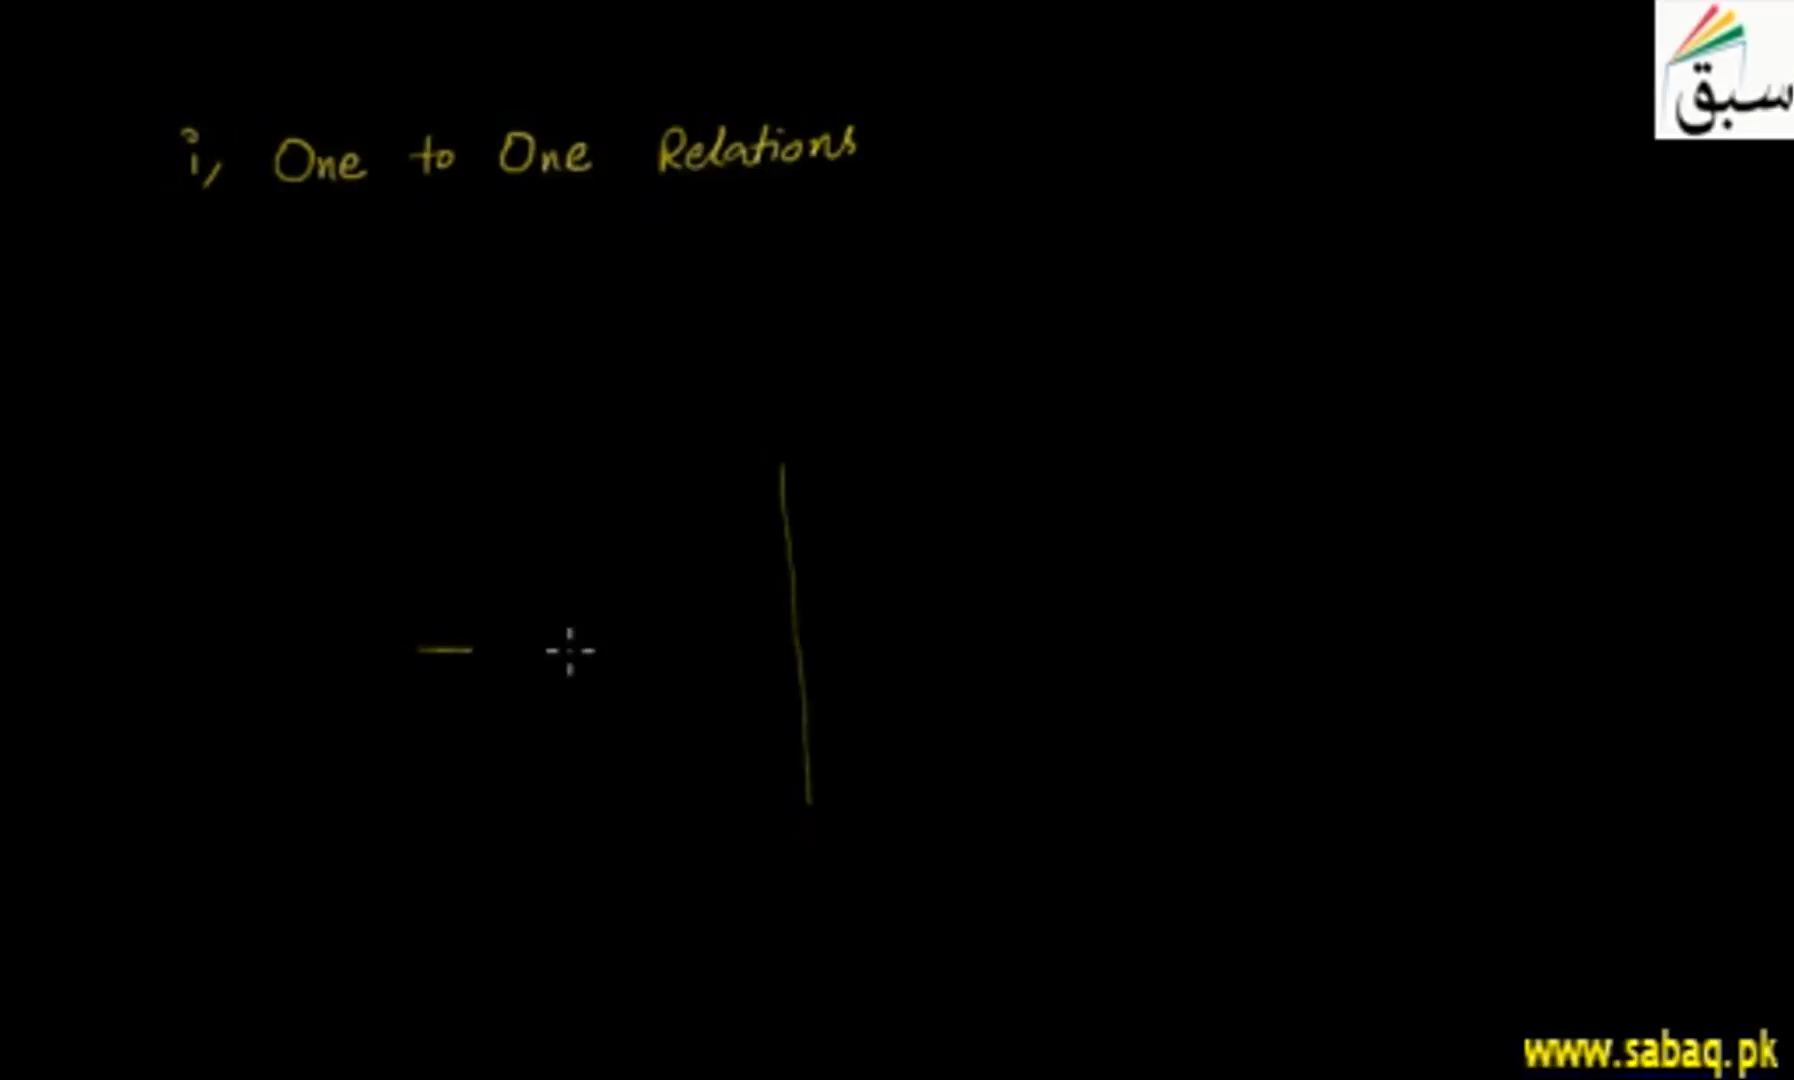 سبق
i, One to One Relations
www.sabaq.pk